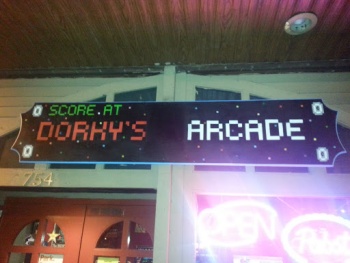 SCORE AT
DORKY'S ARCADE
754
OPEN